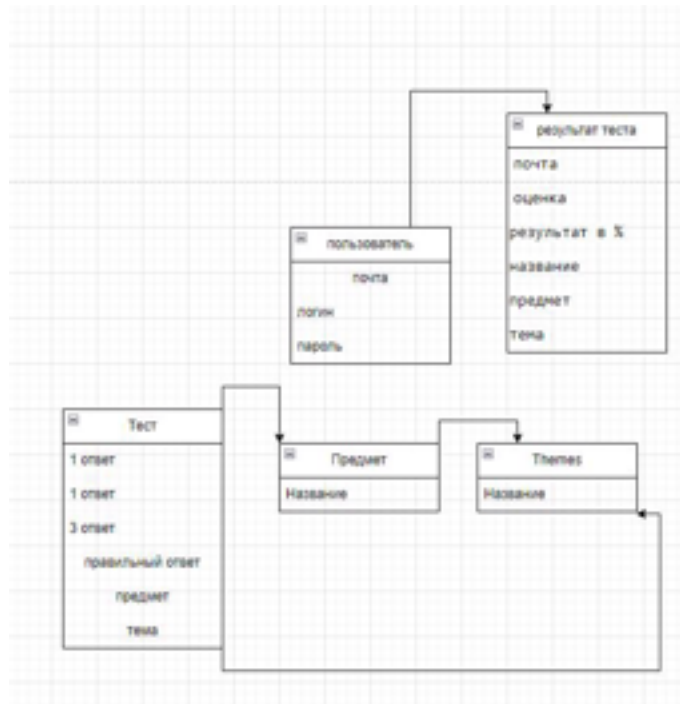 результат теста
почта
оценка
результат в %
название
предмет
тема
пользователь
почта
логин
пароль
Тест
1 ответ
1 ответ
3 ответ
правильный ответ
предмет
тема
Предмет
Название
Themes
Название